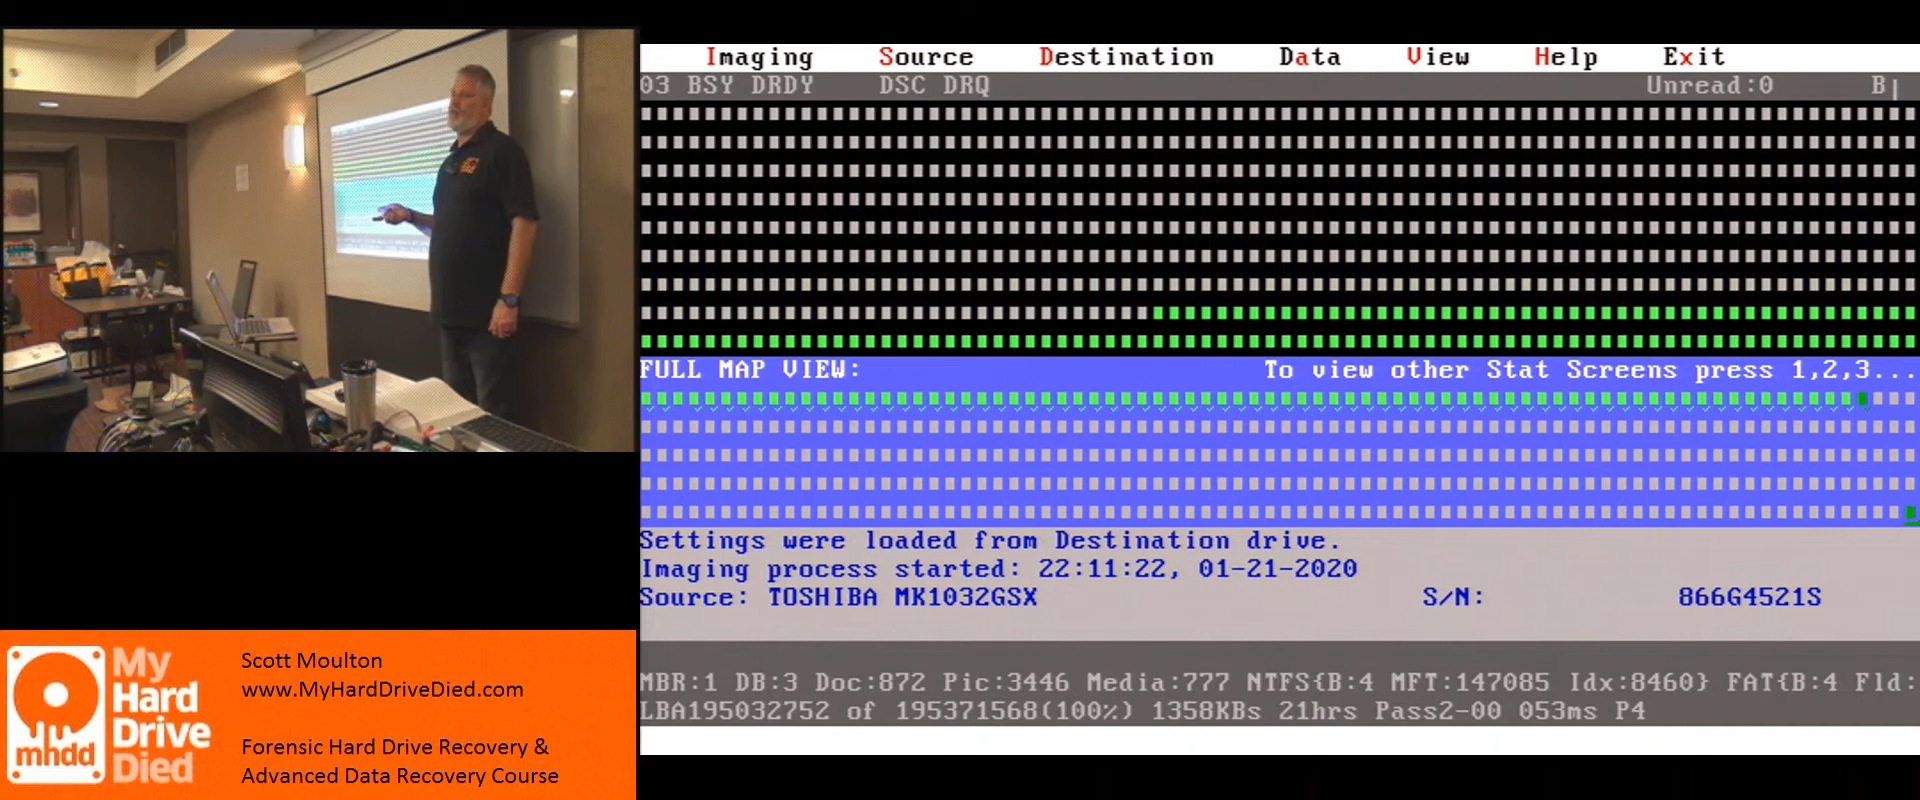 Imaging Source Destination Data View Help Exit
03 BSY DRDY DSC DRQ Unread:0 B|
FULL MAP VIEW: To view other Stat Screens press 1,2,3...
Settings were loaded from Destination drive.
Imaging process started: 22:11:22, 01-21-2020
Source: TOSHIBA MK1032GSX S/N: 866G4521S
MBR:1 DB:3 Doc:872 Pic:3446 Media:777 NTFS{B:4 MFT:147085 Idx:8460} FAT{B:4 Fld:
LBA195032752 of 195371568(100%) 1358KBs 21hrs Pass2-00 053ms P4
mhdd
My
Hard
Drive
Died
Scott Moulton
www.MyHardDriveDied.com
Forensic Hard Drive Recovery &
Advanced Data Recovery Course